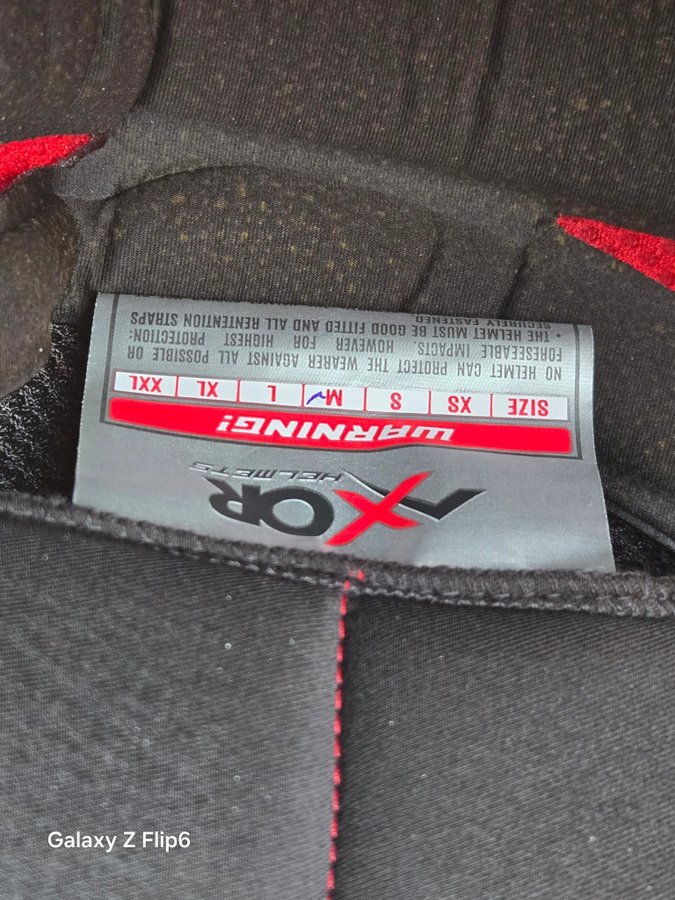 AXOR
HELMETS
WARNING!
SIZE XS S M L XL XXL
NO HELMET CAN PROTECT THE WEARER AGAINST ALL POSSIBLE OR
FORESEEABLE IMPACTS. HOWEVER FOR HIGHEST PROTECTION:
• THE HELMET MUST BE GOOD FITTED AND ALL RENTENTION STRAPS
SECURELY FASTENED.
Galaxy Z Flip6